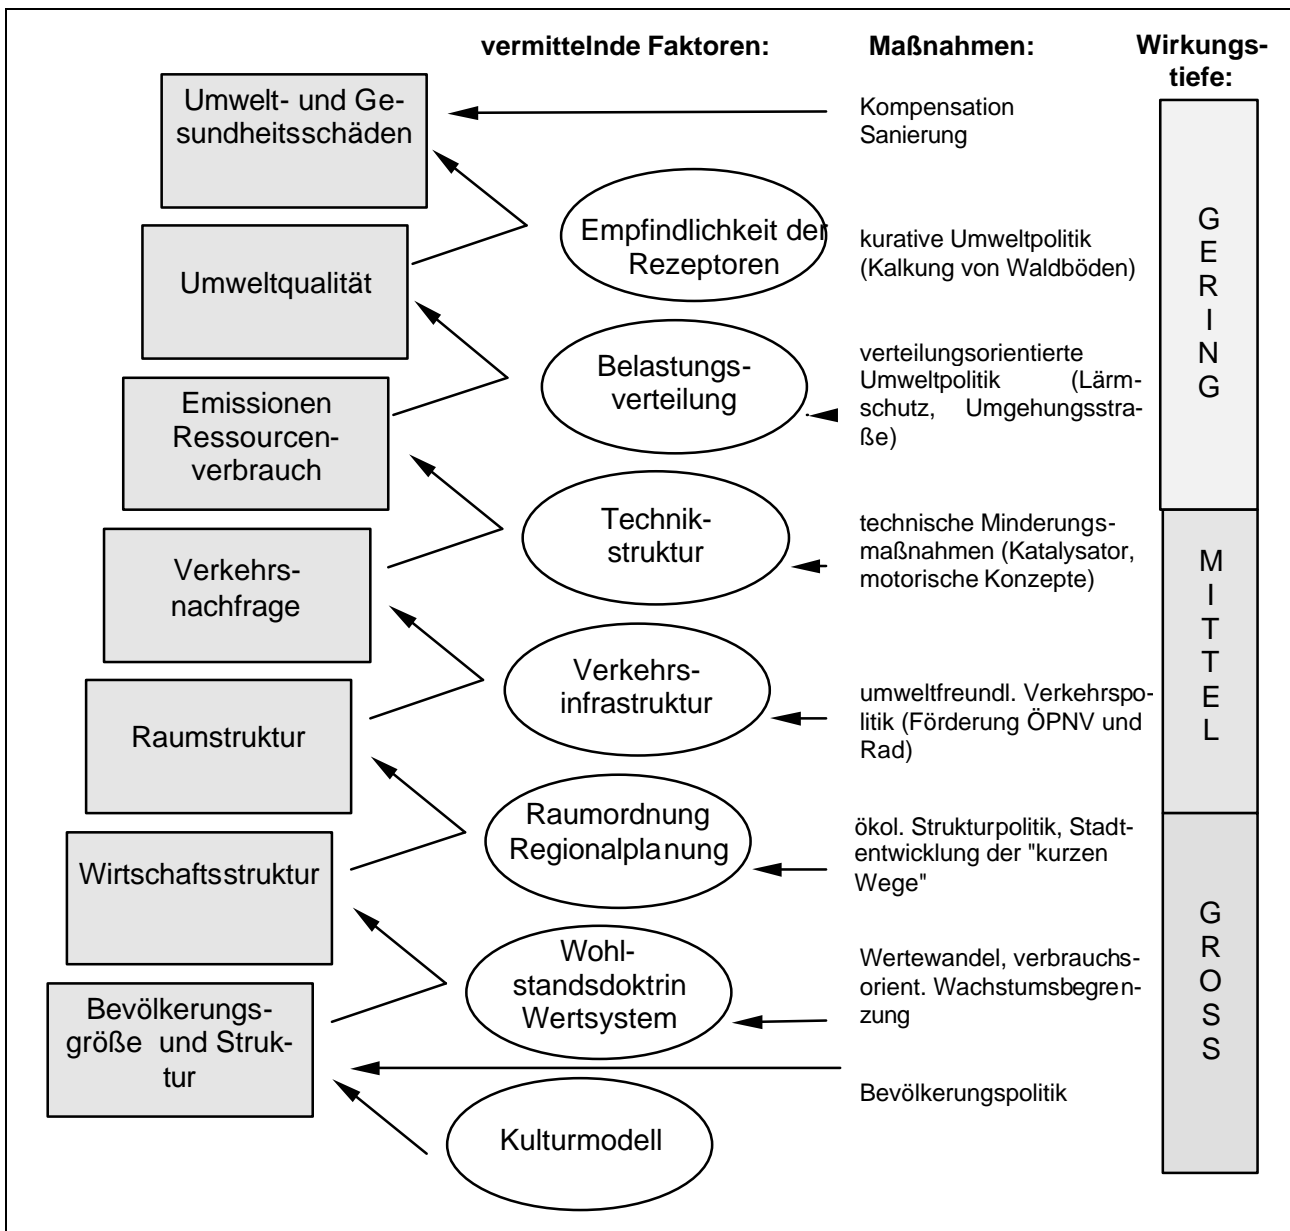 vermittelnde Faktoren:
Maßnahmen:
Wirkungs-
tiefe:
Umwelt- und Ge-
sundheitsschäden
Kompensation
Sanierung
Empfindlichkeit der
Rezeptoren
kurative Umweltpolitik
(Kalkung von Waldböden)
Umweltqualität
Belastungs-
verteilung
verteilungsorientierte
Umweltpolitik (Lärm-
schutz, Umgehungsstra-
ße)
Emissionen
Ressourcen-
verbrauch
Technik-
struktur
technische Minderungs-
maßnahmen (Katalysator,
motorische Konzepte)
Verkehrs-
nachfrage
Verkehrs-
infrastruktur
umweltfreundl. Verkehrspo-
litik (Förderung ÖPNV und
Rad)
Raumstruktur
Raumordnung
Regionalplanung
ökol. Strukturpolitik, Stadt-
entwicklung der "kurzen
Wege"
Wirtschaftsstruktur
Wohl-
standsdoktrin
Wertsystem
Wertewandel, verbrauchs-
orient. Wachstumsbegren-
zung
Bevölkerungs-
größe und Struk-
tur
Bevölkerungspolitik
Kulturmodell
GERING
MITTEL
GROSS